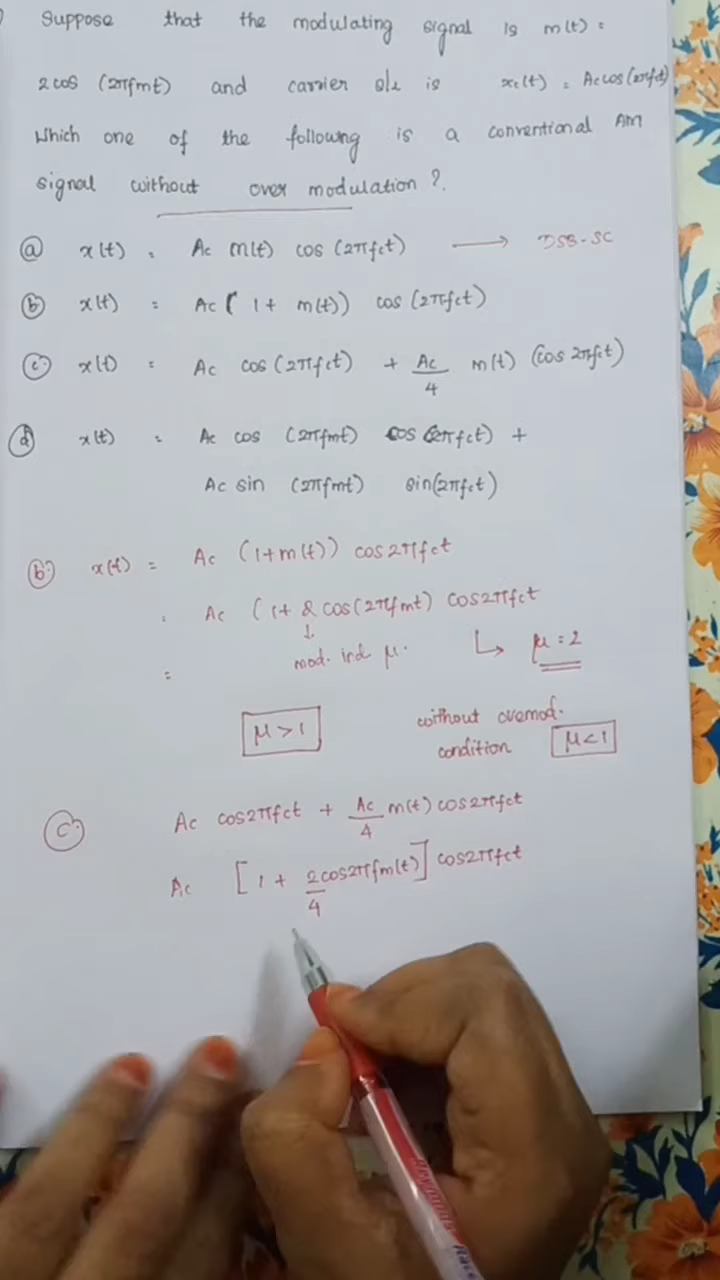 Suppose that the modulating signal is m(t) =
2 cos (2πfmt) and carrier is xc(t) = Ac cos(2πfct)
Which one of the following is a conventional AM
signal without over modulation ?.
(a) x(t) = Ac m(t) cos (2πfct) → DSB-SC
(b) x(t) = Ac ( 1 + m(t)) cos (2πfct)
(c) x(t) = Ac cos (2πfct) + Ac/4 m(t) (cos 2πfct)
(d) x(t) = Ac cos (2πfmt) cos (2πfct) +
Ac sin (2πfmt) sin(2πfct)
(b) x(t) = Ac (1+m(t)) cos2πfct
= Ac (1+ 2 cos(2πfmt) cos2πfct
↓
mod. ind μ. ↳ μ = 2
=
μ > 1 without overmod.
condition μ<1
(c) Ac cos2πfct + Ac/4 m(t) cos2πfct
Ac [ 1 + 2/4 cos2πfm(t) ] cos2πfct